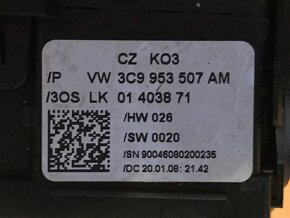 CZ KO3
/P VW 3C9 953 507 AM
/3OS LK 01 4038 71
/HW 026
/SW 0020
/SN 90046080200235
/DC 20.01.08: 21.42